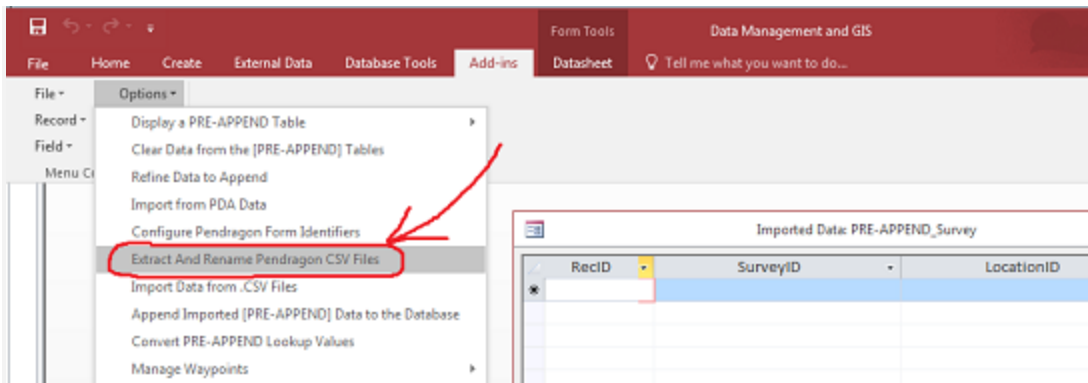 Form Tools Data Management and GIS
File Home Create External Data Database Tools Add-ins Datasheet Tell me what you want to do...
File Options
Record
Field
Display a PRE-APPEND Table
Clear Data from the [PRE-APPEND] Tables
Refine Data to Append
Import from PDA Data
Configure Pendragon Form Identifiers
Extract And Rename Pendragon CSV Files
Import Data from .CSV Files
Append Imported [PRE-APPEND] Data to the Database
Convert PRE-APPEND Lookup Values
Manage Waypoints
Menu
Imported Data: PRE-APPEND_Survey
RecID SurveyID LocationID